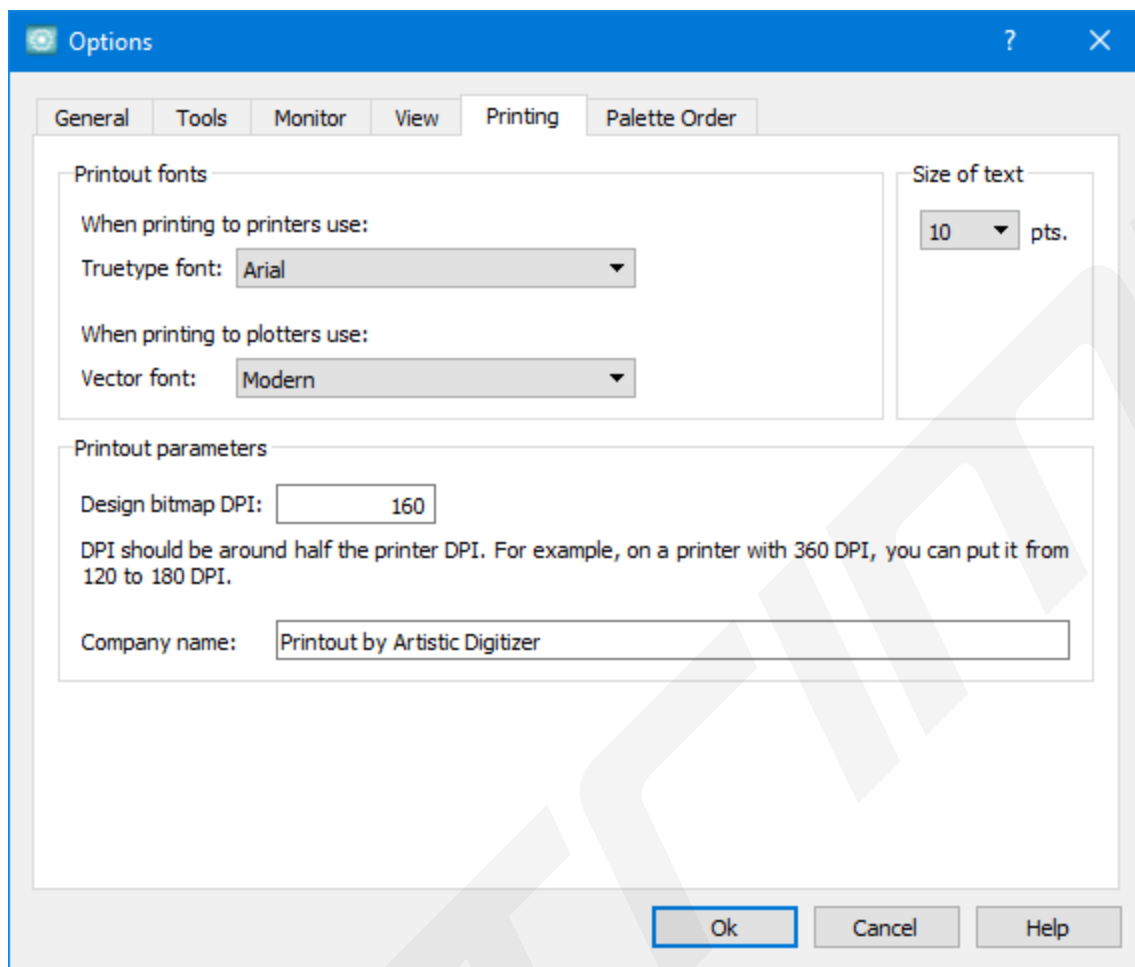 Options
?
General Tools Monitor View Printing Palette Order
Printout fonts
Size of text
When printing to printers use:
10 pts.
Truetype font: Arial
When printing to plotters use:
Vector font: Modern
Printout parameters
Design bitmap DPI: 160
DPI should be around half the printer DPI. For example, on a printer with 360 DPI, you can put it from
120 to 180 DPI.
Company name: Printout by Artistic Digitizer
Ok Cancel Help